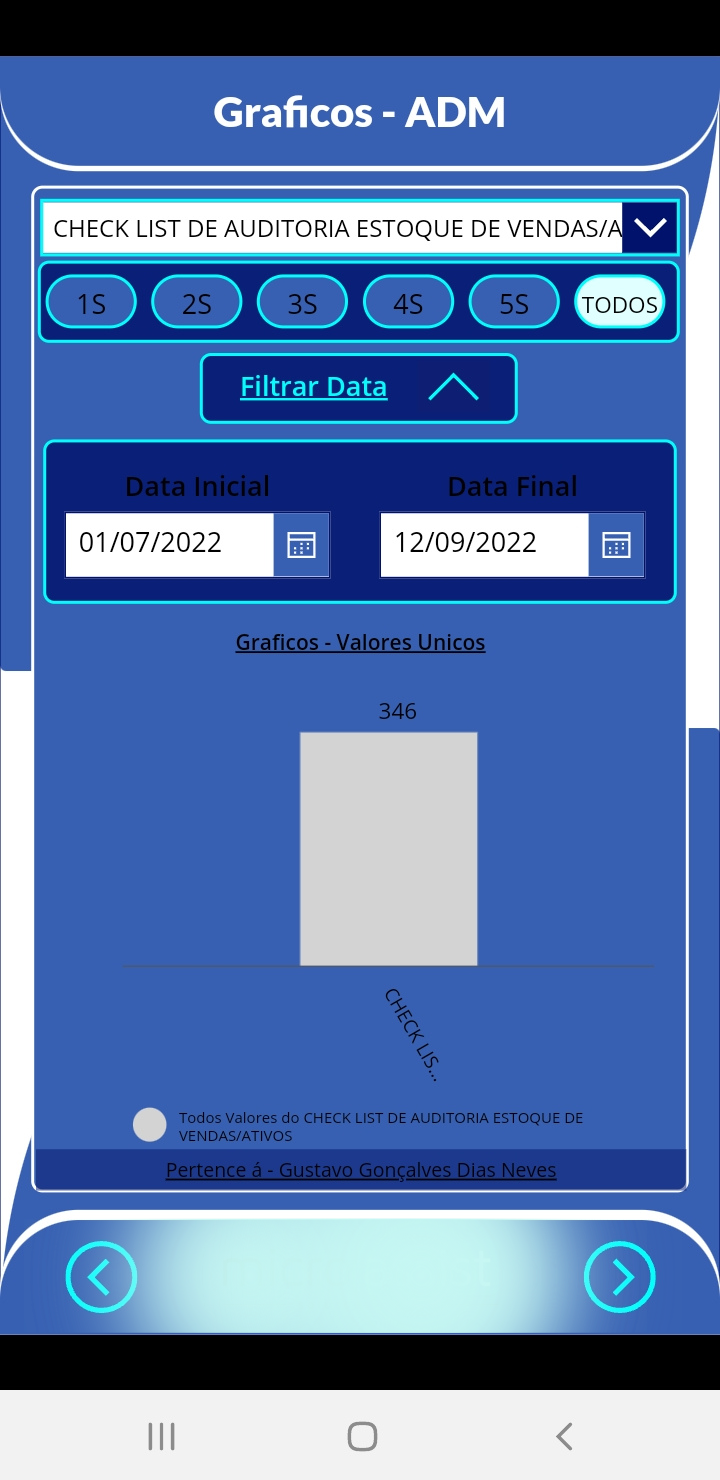 Graficos - ADM
CHECK LIST DE AUDITORIA ESTOQUE DE VENDAS/A
1S 2S 3S 4S 5S TODOS
Filtrar Data
Data Inicial Data Final
01/07/2022 12/09/2022
Graficos - Valores Unicos
346
CHECK LIS...
Todos Valores do CHECK LIST DE AUDITORIA ESTOQUE DE
VENDAS/ATIVOS
Pertence á - Gustavo Gonçalves Dias Neves